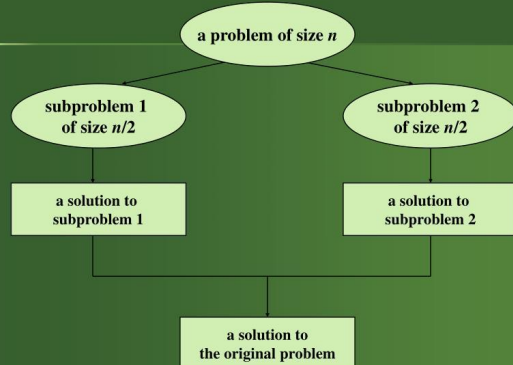 a problem of size n
subproblem 1
of size n/2
subproblem 2
of size n/2
a solution to
subproblem 1
a solution to
subproblem 2
a solution to
the original problem